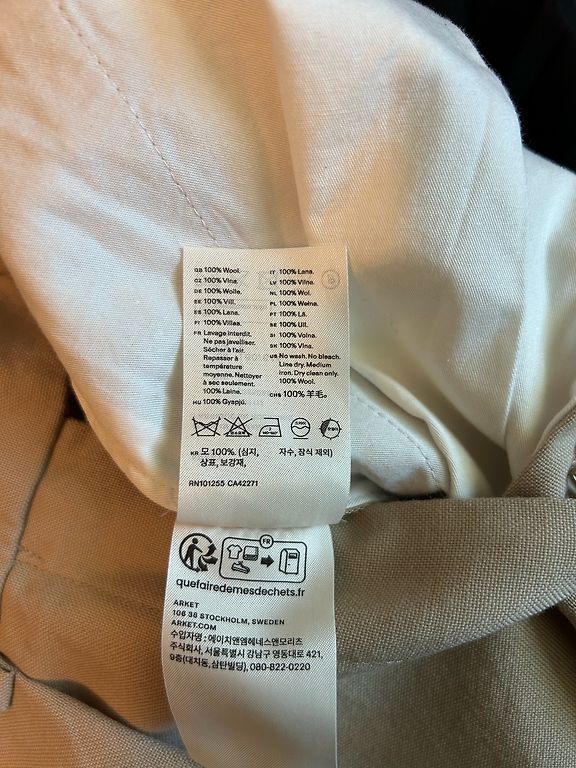 GB 100% Wool.
CZ 100% Vlna.
DE 100% Wolle.
EE 100% Vill.
ES 100% Lana.
FI 100% Villaa.
FR Lavage interdit.
Ne pas javelliser.
Sécher à l'air.
Repasser à
température
moyenne. Nettoyer
à sec seulement.
100% Laine.
HU 100% Gyapjú.
IT 100% Lana.
LV 100% Vilna.
NL 100% Wol.
PL 100% Wełna.
PT 100% Lã.
SE 100% Ull.
SI 100% Volna.
SK 100% Vlna.
US No wash. No bleach.
Line dry. Medium
iron. Dry clean only.
100% Wool.
CHS 100% 羊毛。
KR 모 100%. (심지, 자수, 장식 제외)
상표, 보강재,
RN101255 CA42271
FR
quefairedemesdechets.fr
ARKET
106 38 STOCKHOLM, SWEDEN
ARKET.COM
수입자명 : 에이치앤엠헤네스앤모리츠
주식회사, 서울특별시 강남구 영동대로 421,
9층(대치동, 삼탄빌딩), 080-822-0220